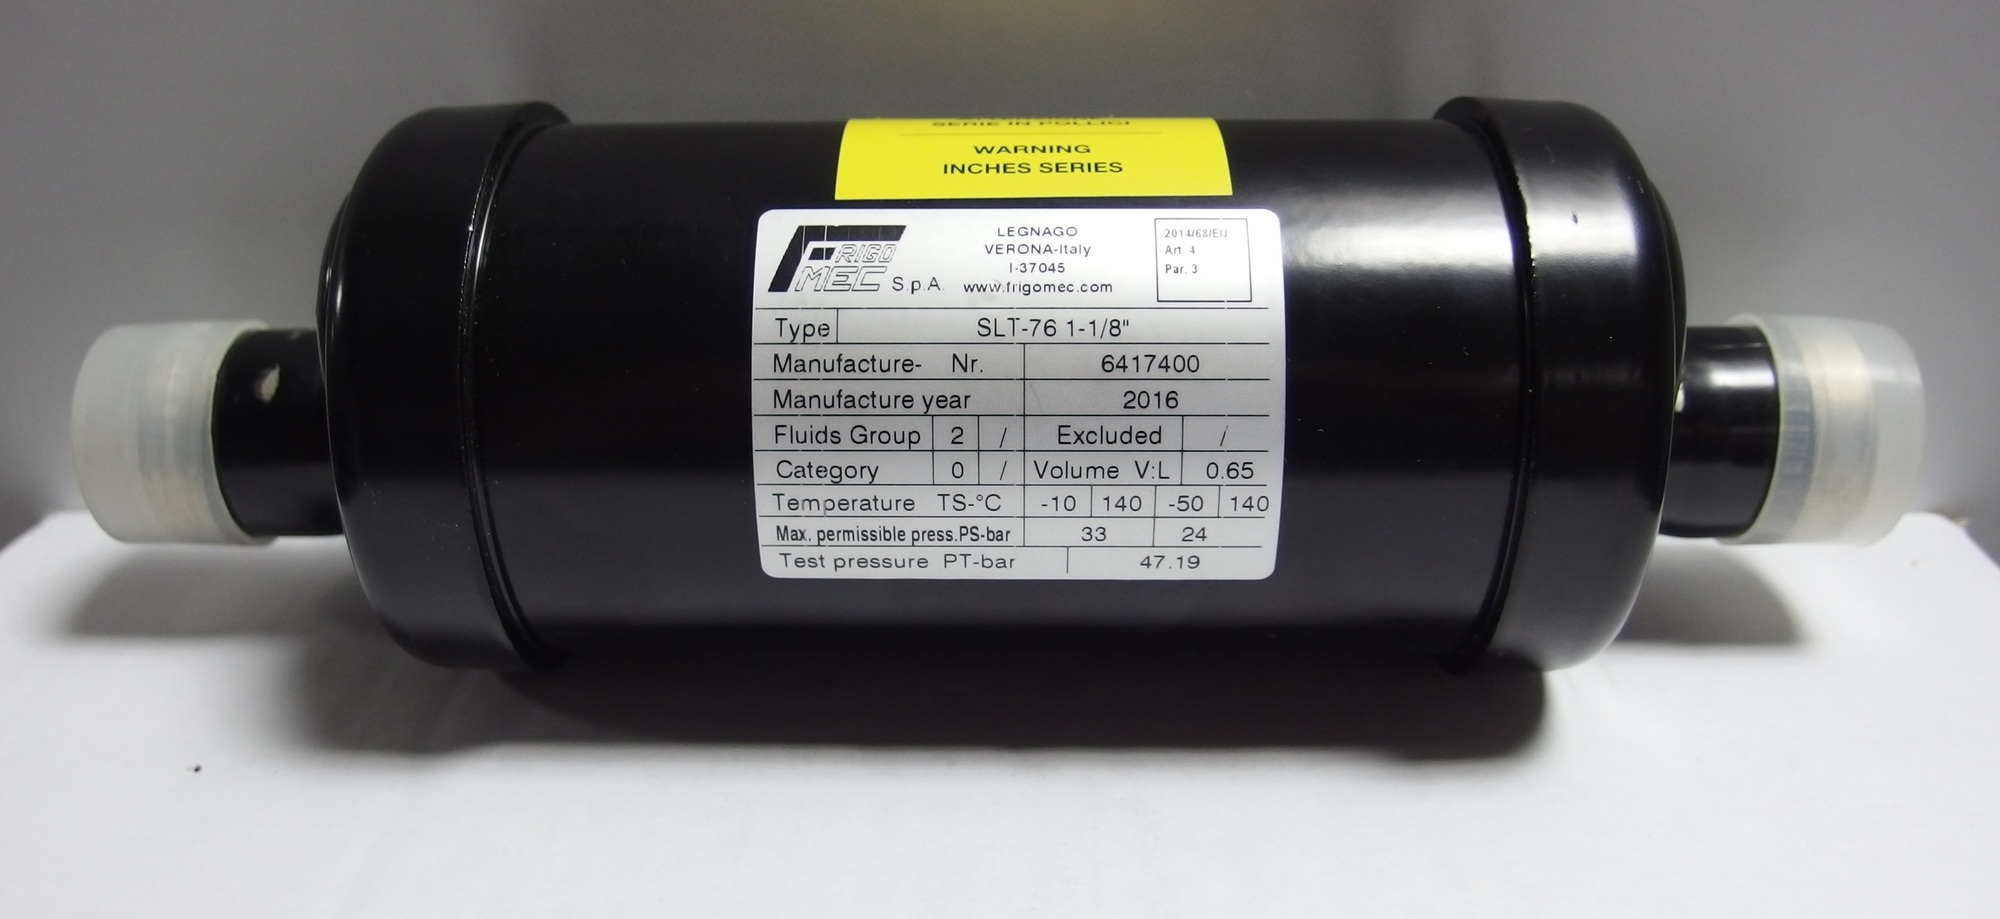 SERIE IN POLLICI
WARNING
INCHES SERIES
FRIGO
MEC S.p.A.
LEGNAGO
VERONA-Italy
I-37045
www.frigomec.com
2014/68/EU
Art. 4
Par. 3
Type SLT-76 1-1/8"
Manufacture- Nr. 6417400
Manufacture year 2016
Fluids Group 2 / Excluded /
Category 0 / Volume V:L 0.65
Temperature TS-°C -10 140 -50 140
Max. permissible press.PS-bar 33 24
Test pressure PT-bar 47.19